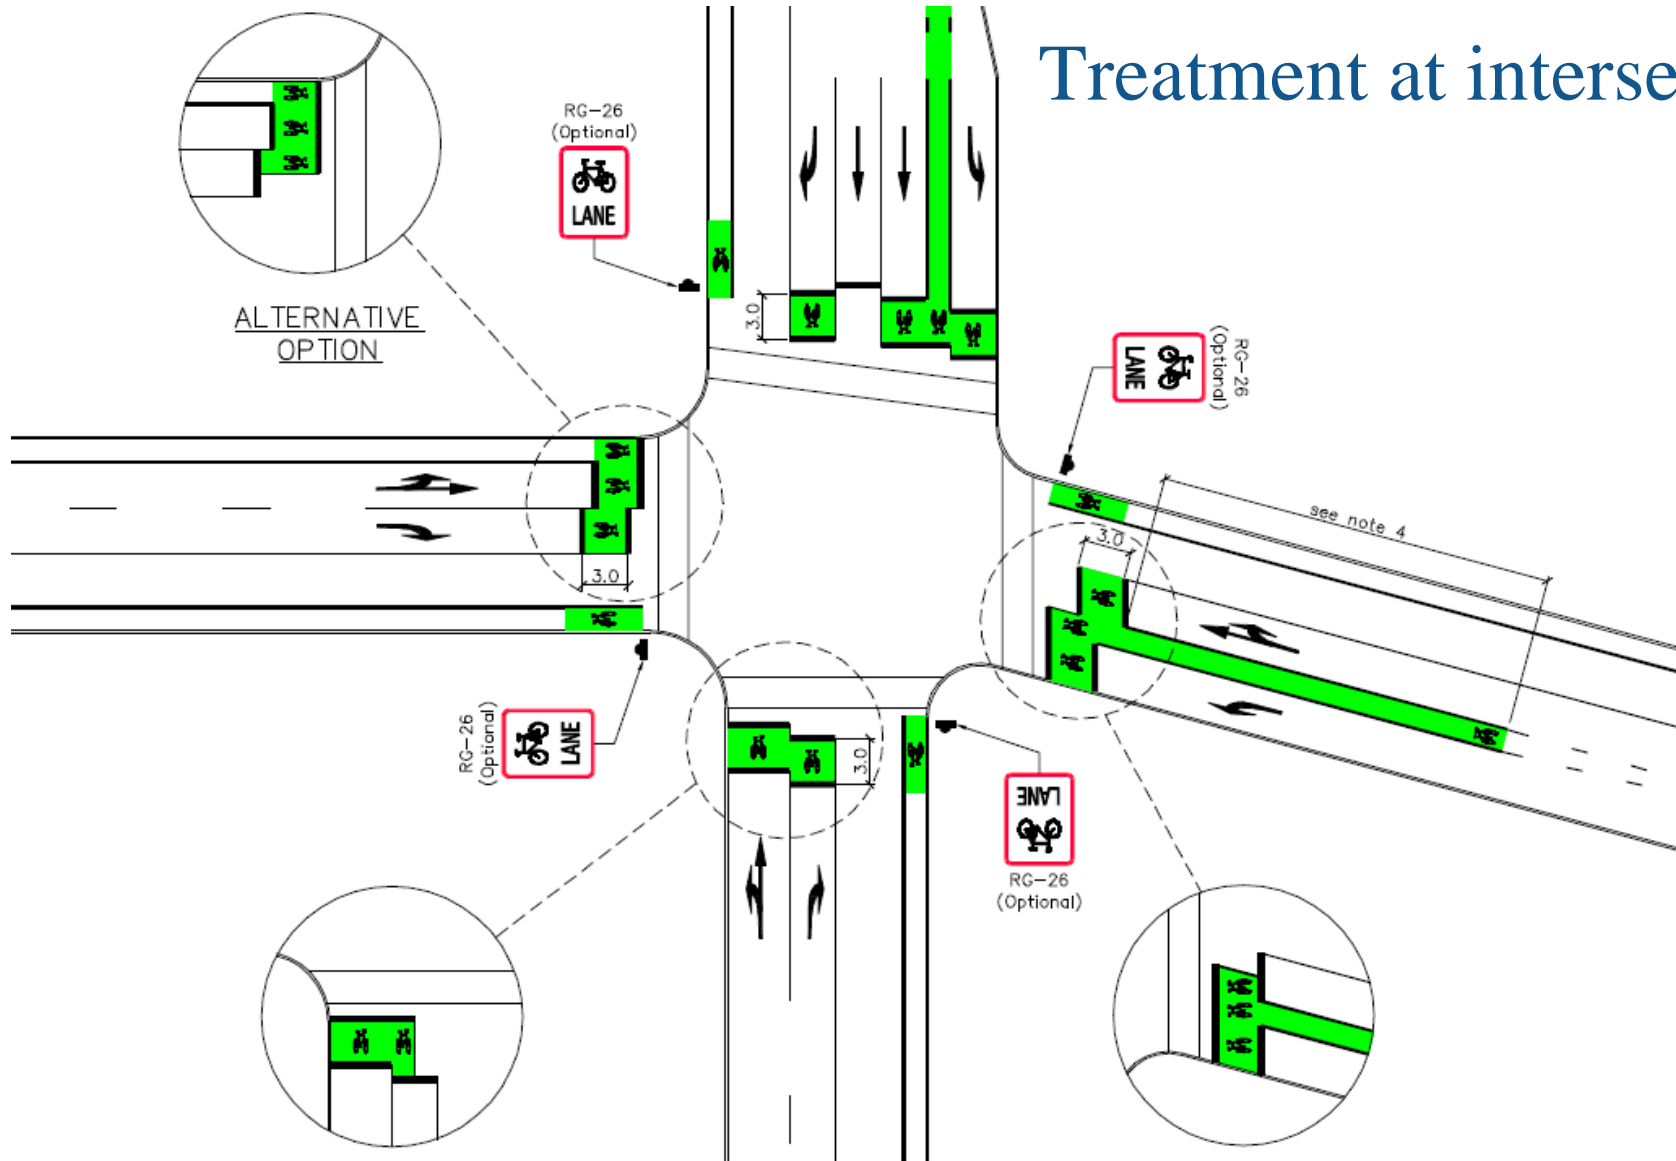 Treatment at interse
RG-26
(Optional)
LANE
ALTERNATIVE
OPTION
3.0
RG-26
(Optional)
LANE
see note 4
3.0
3.0
RG-26
(Optional)
LANE
3.0
LANE
RG-26
(Optional)